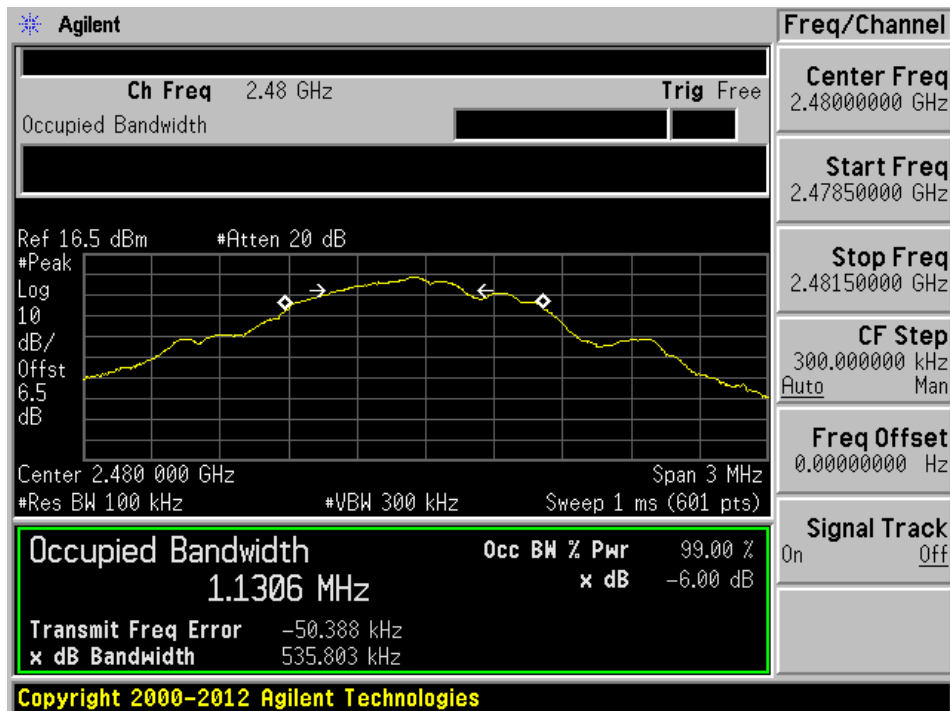 Agilent
Freq/Channel
Ch Freq 2.48 GHz Trig Free
Occupied Bandwidth
Center Freq
2.48000000 GHz
Start Freq
2.47850000 GHz
Stop Freq
2.48150000 GHz
CF Step
300.000000 kHz
Auto Man
Freq Offset
0.00000000 Hz
Signal Track
On Off
Ref 16.5 dBm #Atten 20 dB
#Peak
Log
10
dB/
Offst
6.5
dB
Center 2.480 000 GHz Span 3 MHz
#Res BW 100 kHz #VBW 300 kHz Sweep 1 ms (601 pts)
Occupied Bandwidth Occ BW % Pwr 99.00 %
1.1306 MHz x dB -6.00 dB
Transmit Freq Error -50.388 kHz
x dB Bandwidth 535.803 kHz
Copyright 2000-2012 Agilent Technologies